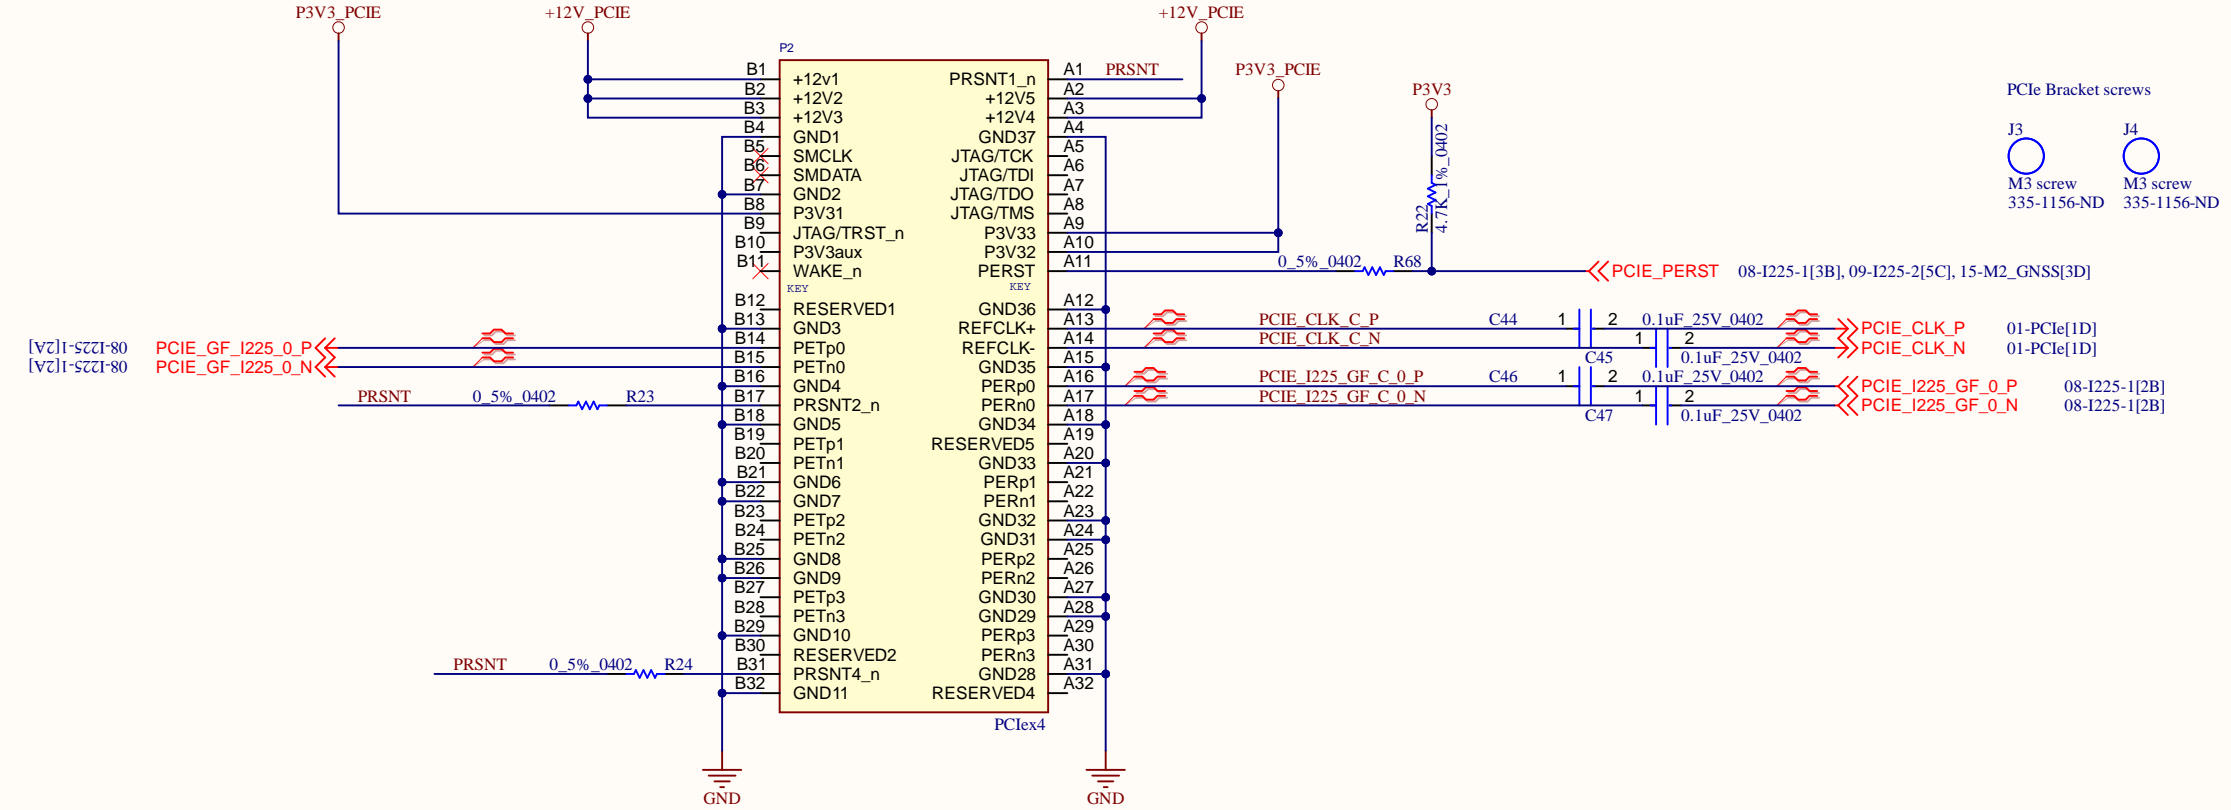 P3V3_PCIE
+12V_PCIE
+12V_PCIE
P3V3_PCIE
P3V3
P2
B1 +12v1 PRSNT1_n A1 PRSNT
B2 +12V2 +12V5 A2
B3 +12V3 +12V4 A3
B4 GND1 GND37 A4
B5 SMCLK JTAG/TCK A5
B6 SMDATA JTAG/TDI A6
B7 GND2 JTAG/TDO A7
B8 P3V31 JTAG/TMS A8
B9 JTAG/TRST_n P3V33 A9
B10 P3V3aux P3V32 A10
B11 WAKE_n PERST A11 0_5%_0402 R68 PCIE_PERST 08-I225-1[3B], 09-I225-2[5C], 15-M2_GNSS[3D]
R22
4.7K_1%_0402
KEY KEY
B12 RESERVED1 GND36 A12
B13 GND3 REFCLK+ A13 PCIE_CLK_C_P C44 1 2 0.1uF_25V_0402 PCIE_CLK_P 01-PCIe[1D]
08-I225-1[2A] PCIE_GF_I225_0_P B14 PETp0 REFCLK- A14 PCIE_CLK_C_N C45 1 2 0.1uF_25V_0402 PCIE_CLK_N 01-PCIe[1D]
08-I225-1[2A] PCIE_GF_I225_0_N B15 PETn0 GND35 A15
B16 GND4 PERp0 A16 PCIE_I225_GF_C_0_P C46 1 2 0.1uF_25V_0402 PCIE_I225_GF_0_P 08-I225-1[2B]
PRSNT 0_5%_0402 R23 B17 PRSNT2_n PERn0 A17 PCIE_I225_GF_C_0_N C47 1 2 0.1uF_25V_0402 PCIE_I225_GF_0_N 08-I225-1[2B]
B18 GND5 GND34 A18
B19 PETp1 RESERVED5 A19
B20 PETn1 GND33 A20
B21 GND6 PERp1 A21
B22 GND7 PERn1 A22
B23 PETp2 GND32 A23
B24 PETn2 GND31 A24
B25 GND8 PERp2 A25
B26 GND9 PERn2 A26
B27 PETp3 GND30 A27
B28 PETn3 GND29 A28
B29 GND10 PERp3 A29
B30 RESERVED2 PERn3 A30
PRSNT 0_5%_0402 R24 B31 PRSNT4_n GND28 A31
B32 GND11 RESERVED4 A32
PCIex4
GND
GND
PCIe Bracket screws
J3 J4
M3 screw M3 screw
335-1156-ND 335-1156-ND